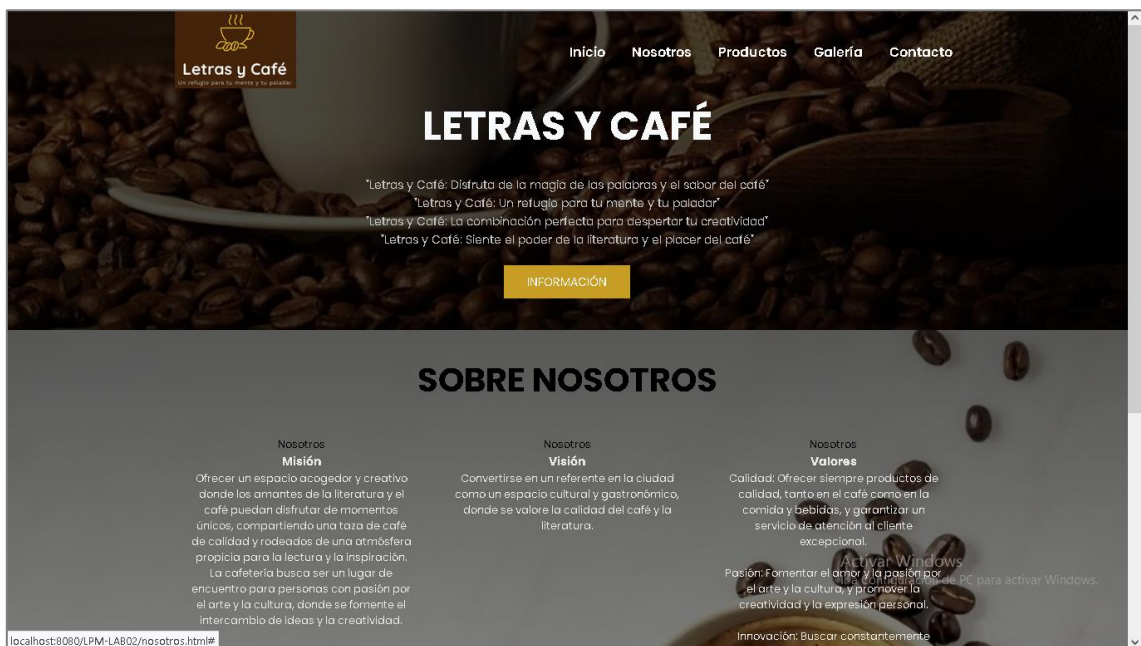 Letras y Café
Un refugio para tu mente y tu paladar
Inicio Nosotros Productos Galería Contacto
LETRAS Y CAFÉ
"Letras y Café: Disfruta de la magia de las palabras y el sabor del café"
"Letras y Café: Un refugio para tu mente y tu paladar"
"Letras y Café: La combinación perfecta para despertar tu creatividad"
"Letras y Café: Siente el poder de la literatura y el placer del café"
INFORMACIÓN
SOBRE NOSOTROS
Nosotros
Misión
Ofrecer un espacio acogedor y creativo
donde los amantes de la literatura y el
café puedan disfrutar de momentos
únicos, compartiendo una taza de café
de calidad y rodeados de una atmósfera
propicia para la lectura y la inspiración.
La cafetería busca ser un lugar de
encuentro para personas con pasión por
el arte y la cultura, donde se fomente el
intercambio de ideas y la creatividad.
Nosotros
Visión
Convertirse en un referente en la ciudad
como un espacio cultural y gastronómico,
donde se valore la calidad del café y la
literatura.
Nosotros
Valores
Calidad: Ofrecer siempre productos de
calidad, tanto en el café como en la
comida y bebidas, y garantizar un
servicio de atención al cliente
excepcional.
Pasión: Fomentar el amor y la pasión por
el arte y la cultura, y promover la
creatividad y la expresión personal.
Innovación: Buscar constantemente
Activar Windows
Configuración de PC para activar Windows.
localhost:8080/LPM-LAB02/nosotros.html#